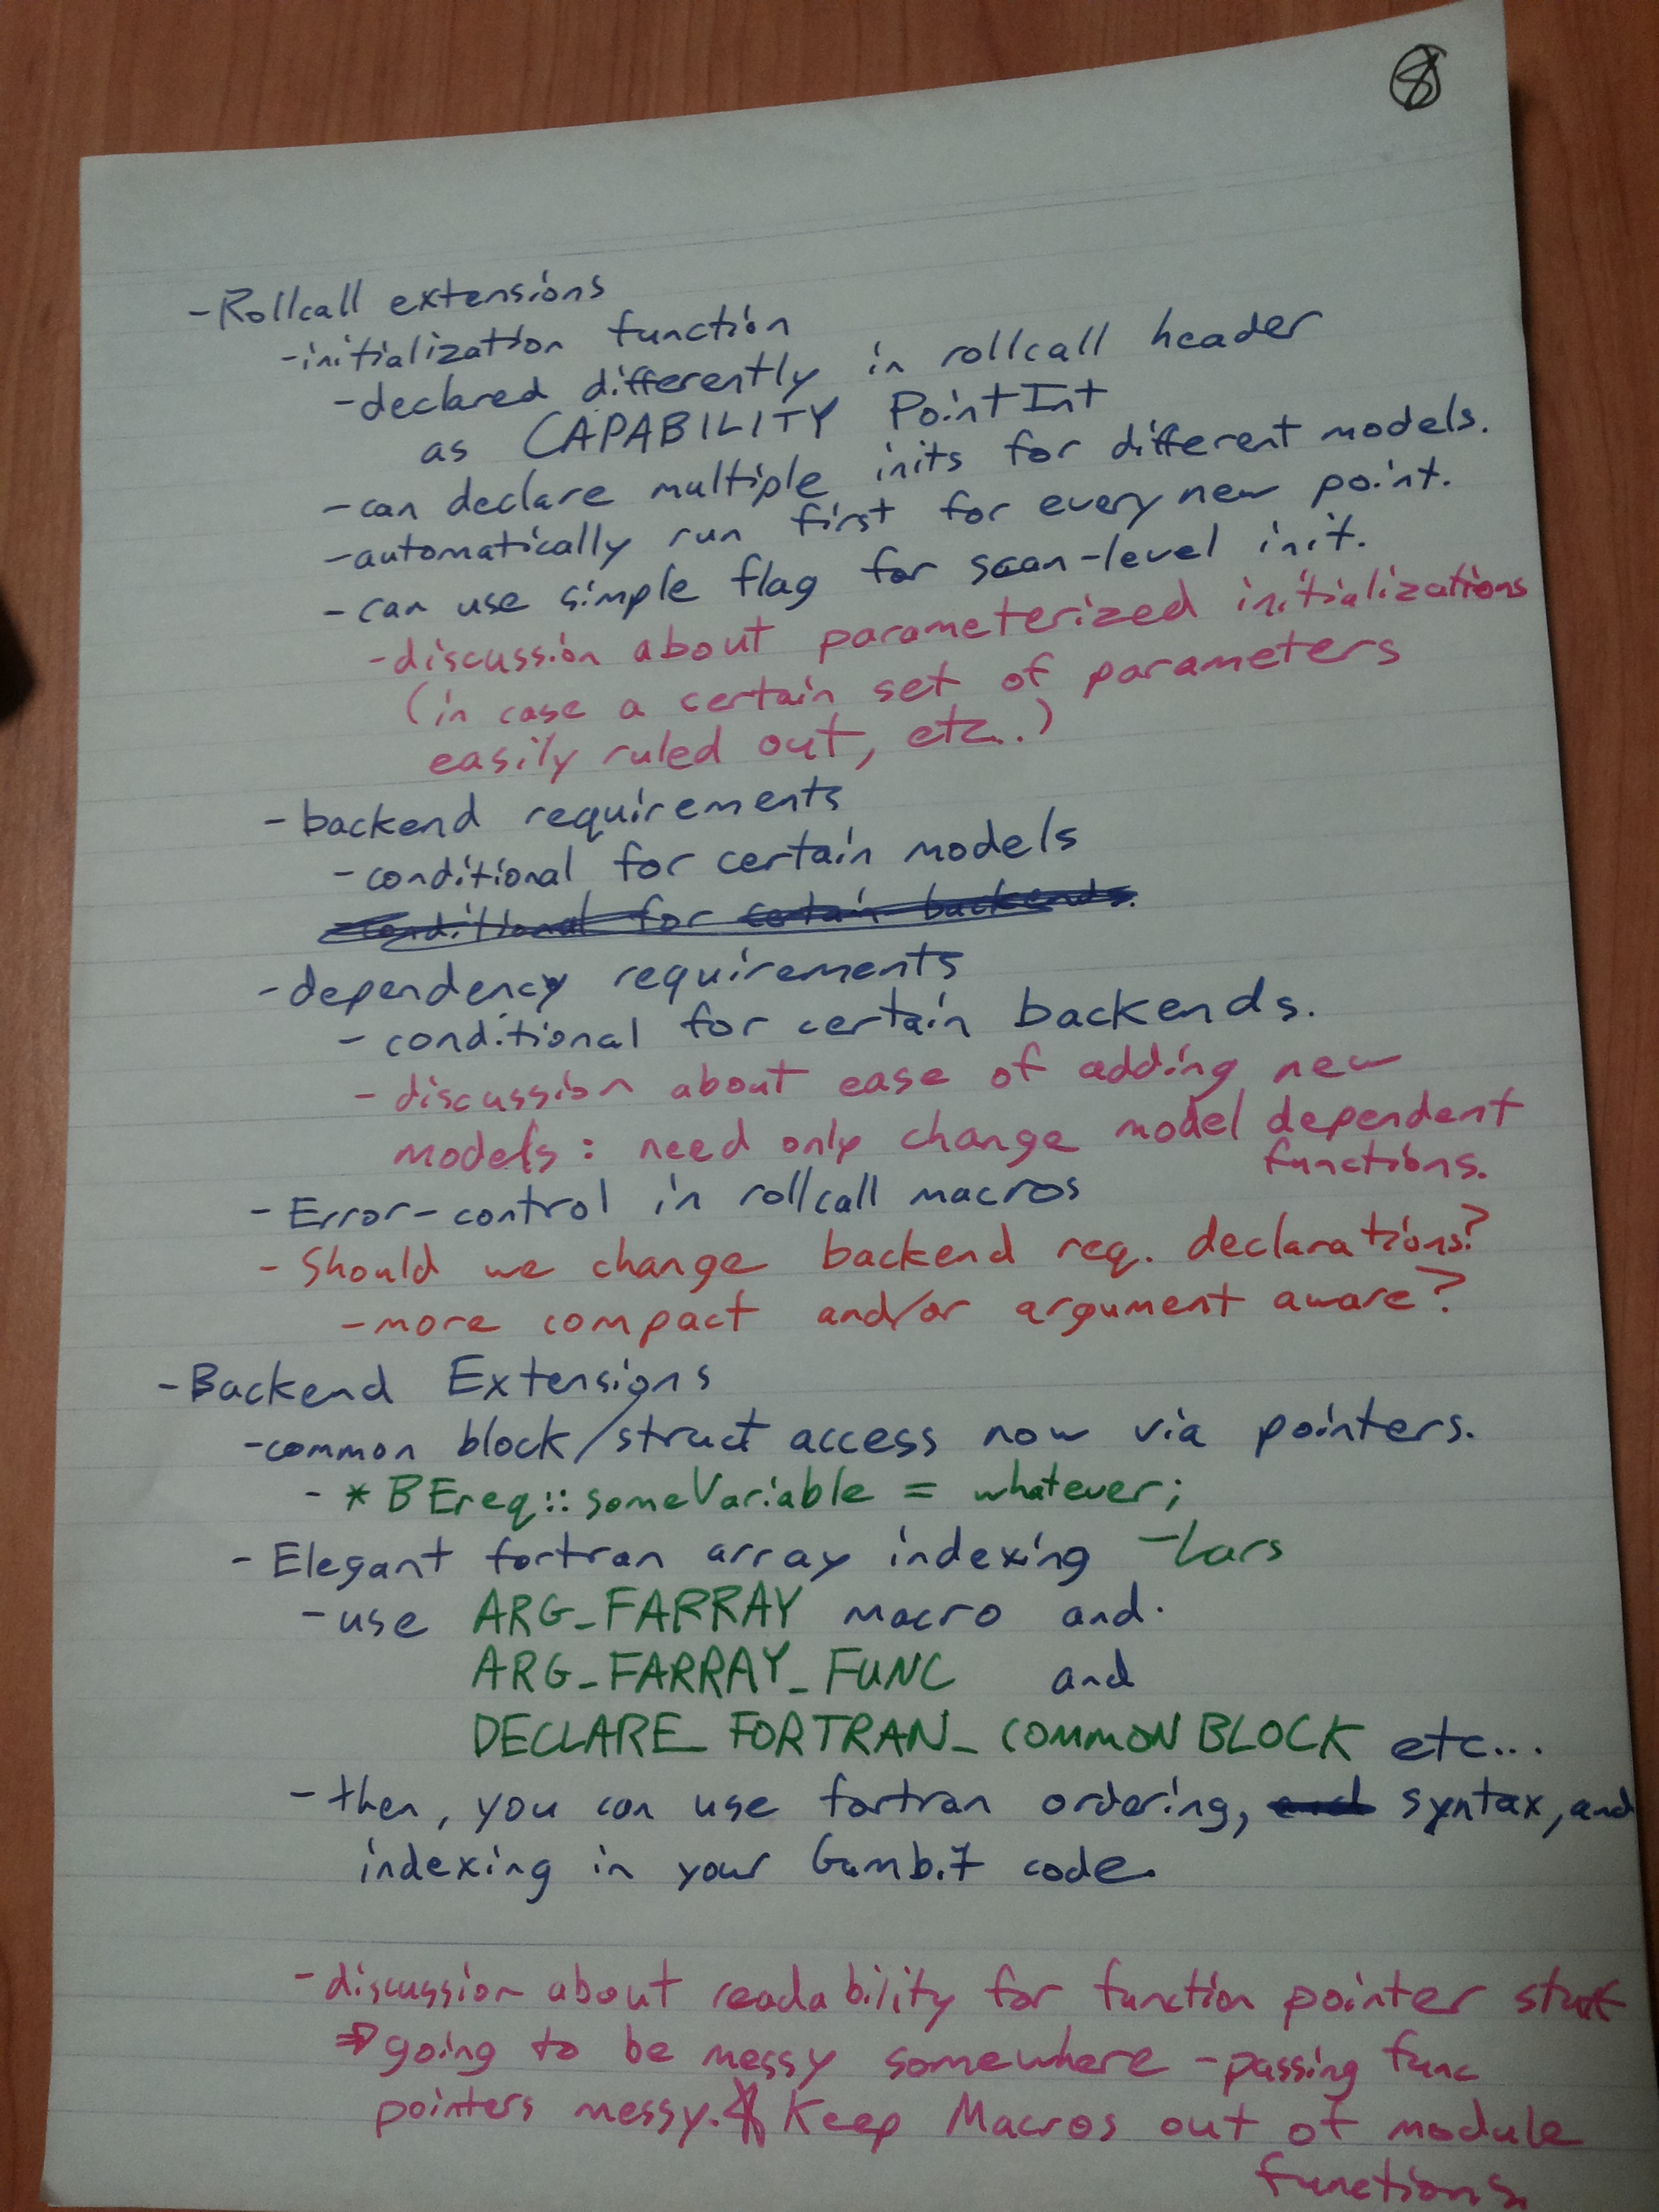 8
-Rollcall extensions
-initialization function
-declared differently in rollcall header
as CAPABILITY PointInt
-can declare multiple inits for different models.
-automatically run first for every new point.
-can use simple flag for scan-level init.
-discussion about parameterized initializations
(in case a certain set of parameters
easily ruled out, etc..)
-backend requirements
-conditional for certain models
conditional for certain backends.
-dependency requirements
-conditional for certain backends.
-discussion about ease of adding new
models: need only change model dependent
functions.
-Error-control in rollcall macros
-Should we change backend req. declarations?
-more compact and/or argument aware?
-Backend Extensions
-common block/struct access now via pointers.
-*BEreq::someVariable = whatever;
-Elegant fortran array indexing -Lars
-use ARG_FARRAY macro and
ARG_FARRAY_FUNC and
DECLARE_FORTRAN_COMMONBLOCK etc...
-then, you can use fortran ordering, and syntax, and
indexing in your Gambit code.
-discussion about readability for function pointer stuff
⇒going to be messy somewhere -passing func
pointers messy. Keep Macros out of module
functions